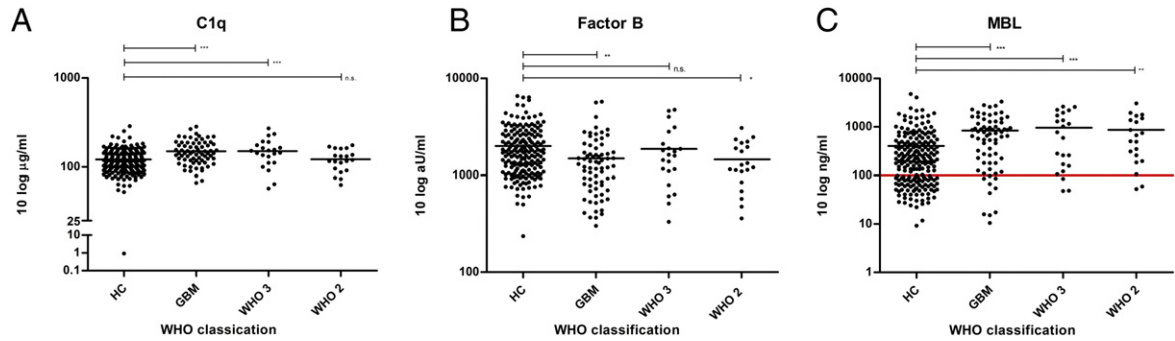 A
C1q
***
***
n.s.
1000
100
25
10
1
0.1
10 log µg/ml
HC
GBM
WHO 3
WHO 2
WHO classication
B
Factor B
**
n.s.
*
10000
1000
100
10 log aU/ml
HC
GBM
WHO 3
WHO 2
WHO classification
C
MBL
***
***
**
10000
1000
100
10
1
10 log ng/ml
HC
GBM
WHO 3
WHO 2
WHO classification